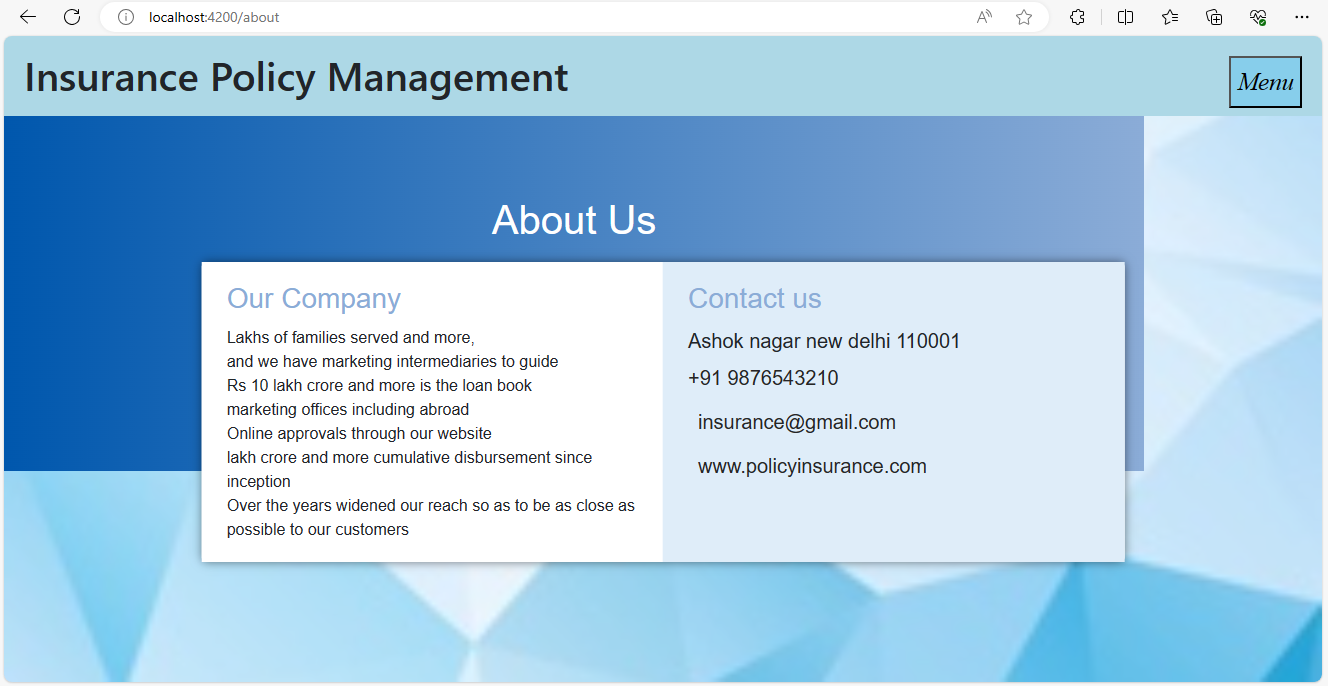 localhost:4200/about
Insurance Policy Management
Menu
About Us
Our Company
Lakhs of families served and more,
and we have marketing intermediaries to guide
Rs 10 lakh crore and more is the loan book
marketing offices including abroad
Online approvals through our website
lakh crore and more cumulative disbursement since
inception
Over the years widened our reach so as to be as close as
possible to our customers
Contact us
Ashok nagar new delhi 110001
+91 9876543210
insurance@gmail.com
www.policyinsurance.com